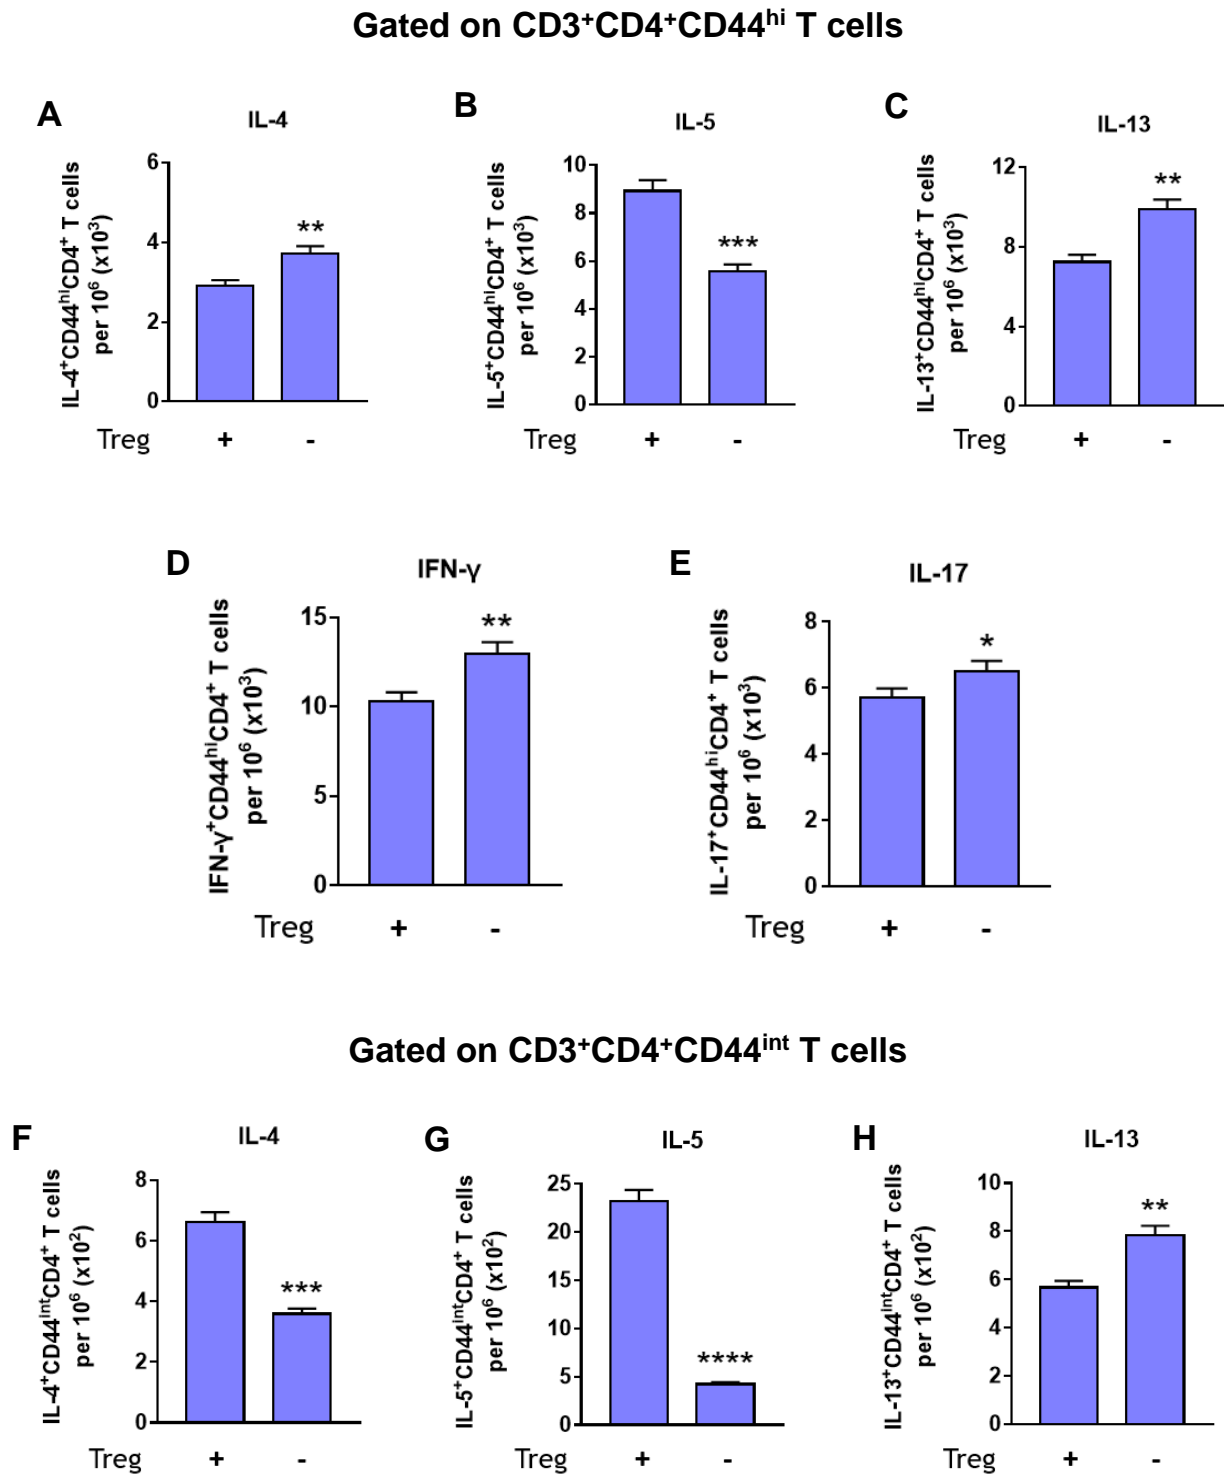 Gated on CD3⁺CD4⁺CD44ʰⁱ T cells
A
IL-4
IL-4⁺CD44ʰⁱCD4⁺ T cells
per 10⁶ (x10³)
6
4
2
0
**
Treg + -
B
IL-5
IL-5⁺CD44ʰⁱCD4⁺ T cells
per 10⁶ (x10³)
10
8
6
4
2
0
***
Treg + -
C
IL-13
IL-13⁺CD44ʰⁱCD4⁺ T cells
per 10⁶ (x10³)
12
8
4
0
**
Treg + -
D
IFN-γ
IFN-γ⁺CD44ʰⁱCD4⁺ T cells
per 10⁶ (x10³)
15
10
5
0
**
Treg + -
E
IL-17
IL-17⁺CD44ʰⁱCD4⁺ T cells
per 10⁶ (x10³)
8
6
4
2
0
*
Treg + -
Gated on CD3⁺CD4⁺CD44ⁱⁿᵗ T cells
F
IL-4
IL-4⁺CD44ⁱⁿᵗCD4⁺ T cells
per 10⁶ (x10²)
8
6
4
2
0
***
Treg + -
G
IL-5
IL-5⁺CD44ⁱⁿᵗCD4⁺ T cells
per 10⁶ (x10²)
25
20
15
10
5
0
****
Treg + -
H
IL-13
IL-13⁺CD44ⁱⁿᵗCD4⁺ T cells
per 10⁶ (x10²)
10
8
6
4
2
0
**
Treg + -